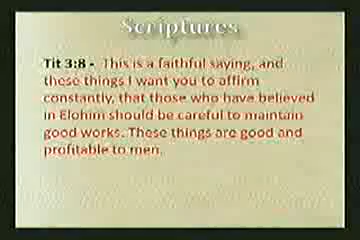 Scriptures
Tit 3:8 - This is a faithful saying, and
these things I want you to affirm
constantly, that those who have believed
in Elohim should be careful to maintain
good works. These things are good and
profitable to men.